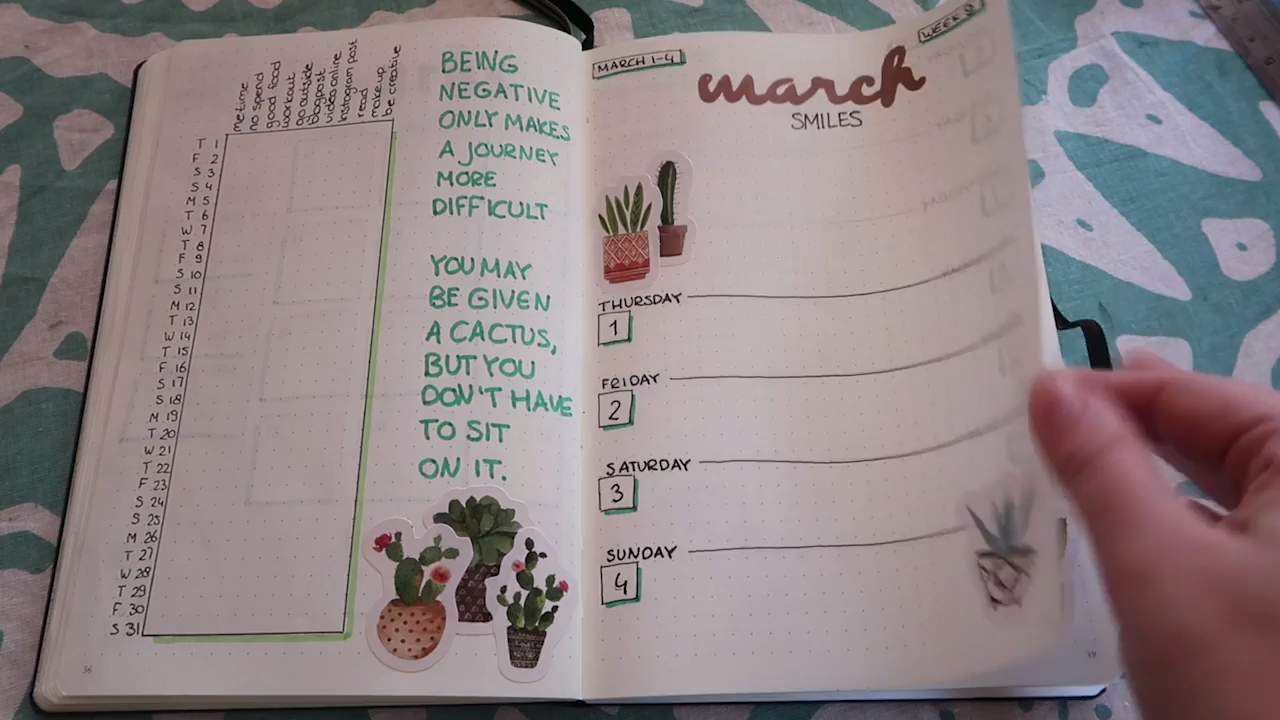 me time
no spend
good food
workout
go outside
blogpost
video online
instagram post
read
make up
be creative
T 1
F 2
S 3
S 4
M 5
T 6
W 7
T 8
F 9
S 10
S 11
M 12
T 13
W 14
T 15
F 16
S 17
S 18
M 19
T 20
W 21
T 22
F 23
S 24
S 25
M 26
T 27
W 28
T 29
F 30
S 31
BEING
NEGATIVE
ONLY MAKES
A JOURNEY
MORE
DIFFICULT
YOU MAY
BE GIVEN
A CACTUS,
BUT YOU
DON'T HAVE
TO SIT
ON IT.
36
MARCH 1-4
WEEK 9
march
SMILES
THURSDAY
1
FRIDAY
2
SATURDAY
3
SUNDAY
4